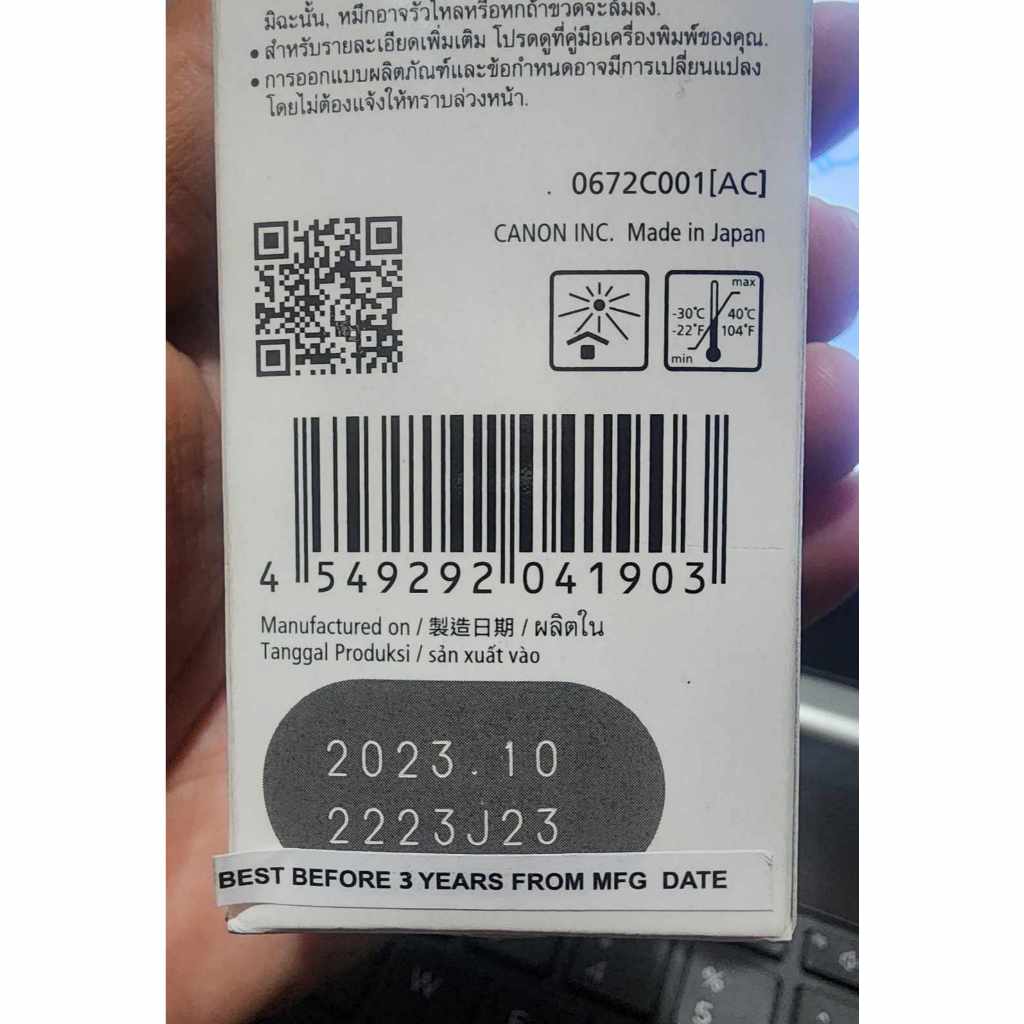 มิฉะนั้น, หมึกอาจรั่วไหลหรือหกถ้าขวดจะล้มลง.
• สำหรับรายละเอียดเพิ่มเติม โปรดดูที่คู่มือเครื่องพิมพ์ของคุณ.
• การออกแบบผลิตภัณฑ์และข้อกำหนดอาจมีการเปลี่ยนแปลง
โดยไม่ต้องแจ้งให้ทราบล่วงหน้า.
0672C001[AC]
CANON INC. Made in Japan
max
-30°C 40°C
-22°F 104°F
min
4 549292 041903
Manufactured on / 製造日期 / ผลิตใน
Tanggal Produksi / sản xuất vào
2023.10
2223J23
BEST BEFORE 3 YEARS FROM MFG DATE
W
4
%
5
E